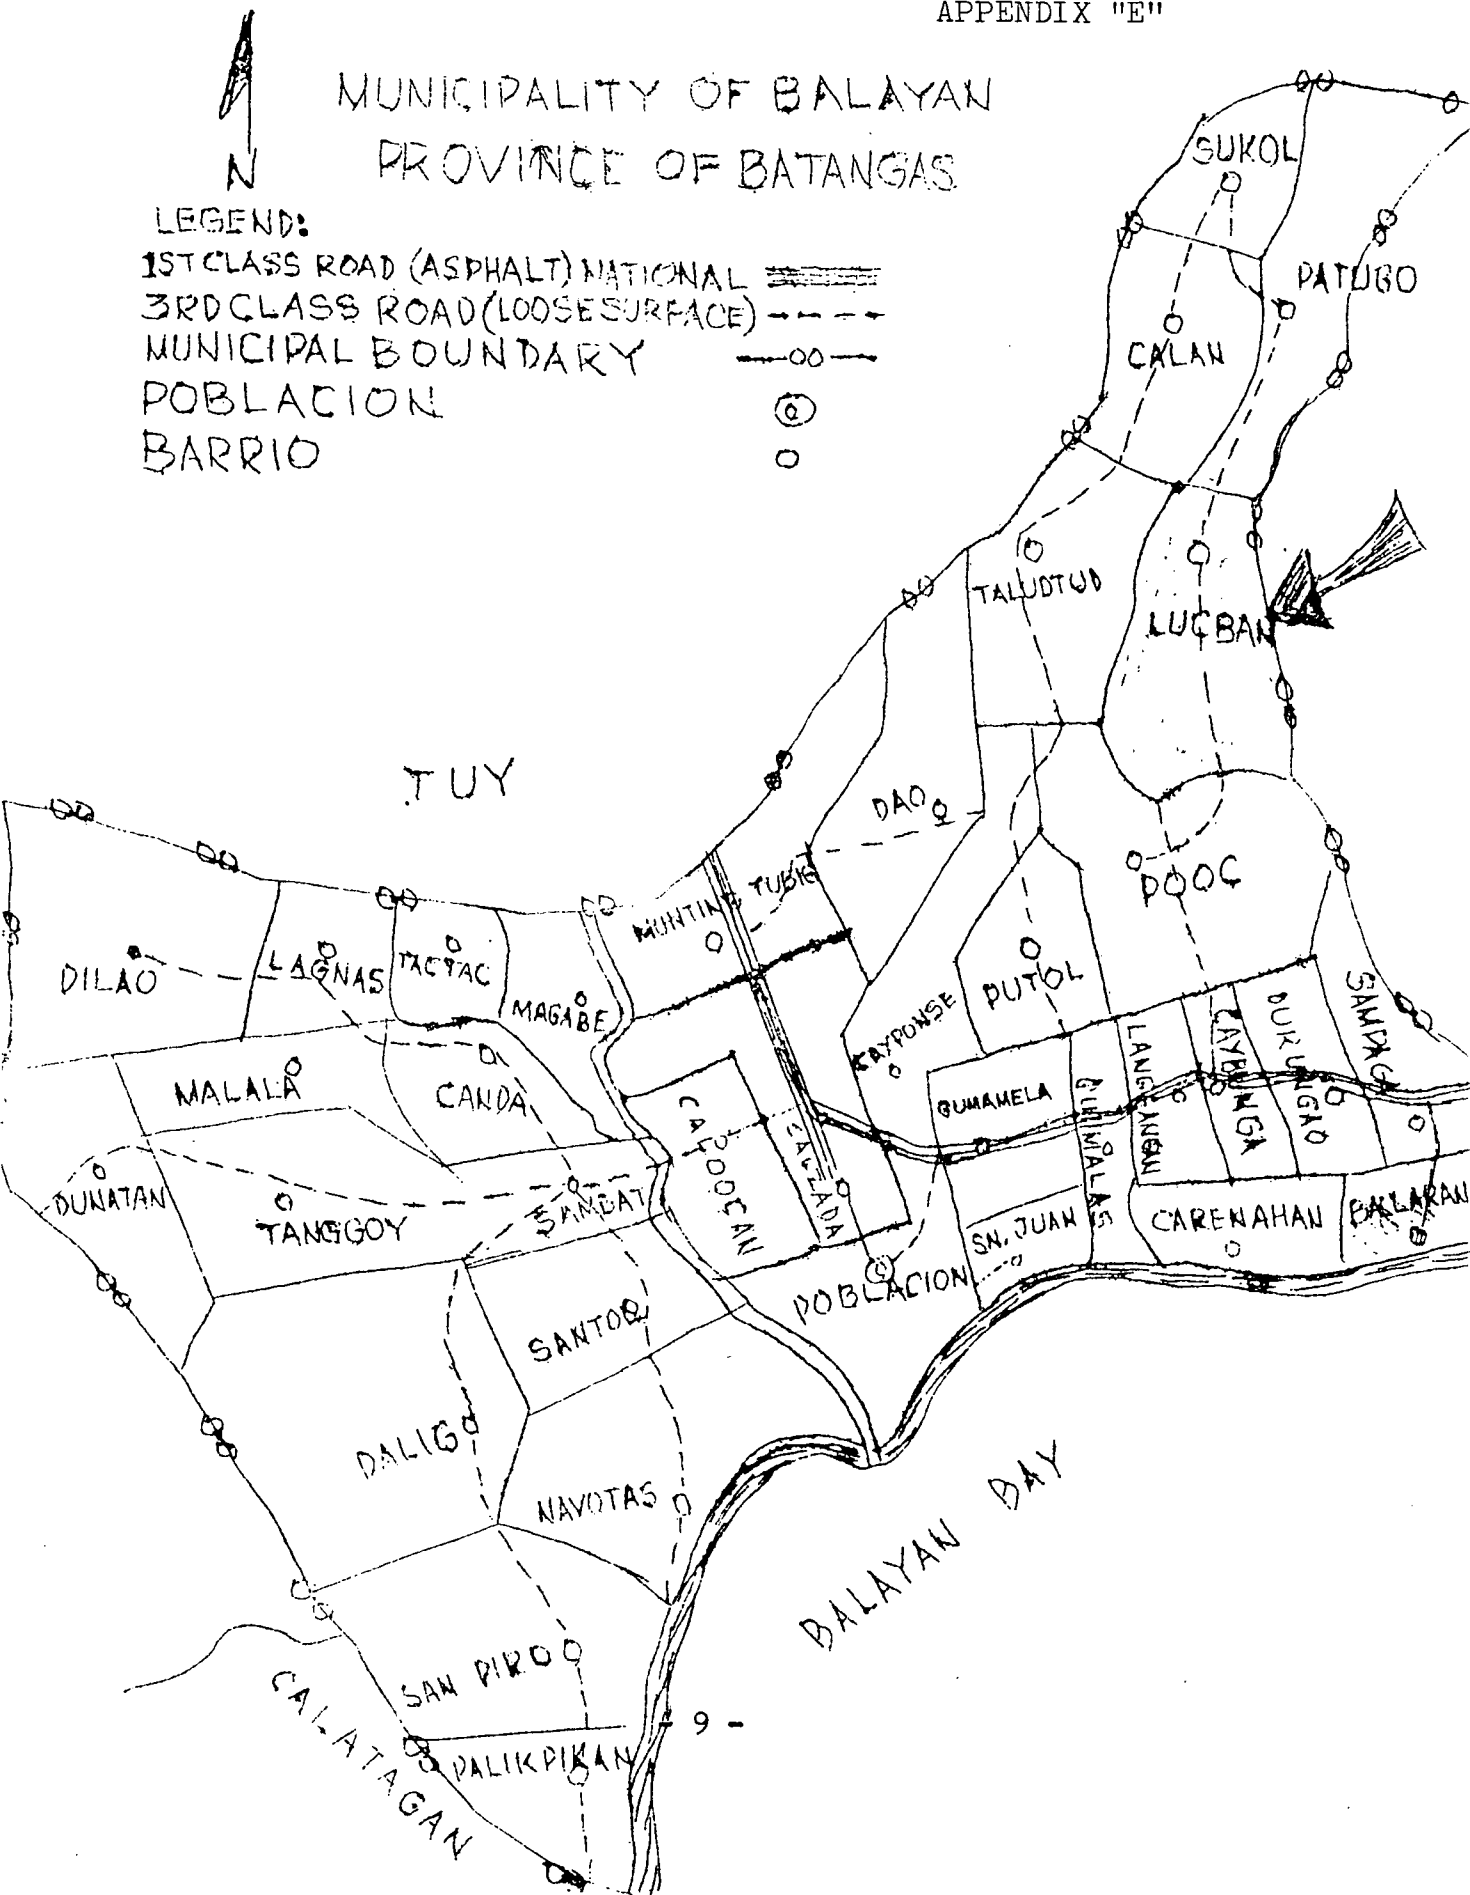 APPENDIX "E"
MUNICIPALITY OF BALAYAN
PROVINCE OF BATANGAS
N
LEGEND:
1ST CLASS ROAD (ASPHALT) NATIONAL
3RD CLASS ROAD (LOOSE SURFACE)
MUNICIPAL BOUNDARY
POBLACION
BARRIO
SUKOL
PATUGO
CALAN
TALUDTUD
LUCBAN
TUY
DAO
MUNTING TUBIG
POOC
DILAO
LAGNAS
TACTAC
MAGABE
PUTOL
CAYPONSE
LANGGANGAN
CAYBUNGA
DURUNGAO
SAMPAGA
MALALA
CANDA
CALOOCAN
CALZADA
GUMAMELA
GUIMALAS
DUNATAN
TANGGOY
SAMBAT
SN. JUAN
CARENAHAN
BACLARAN
POBLACION
SANTOL
DALIG
NAVOTAS
BALAYAN BAY
SAN PIRO
CALATAGAN
PALIKPIKAN
- 9 -